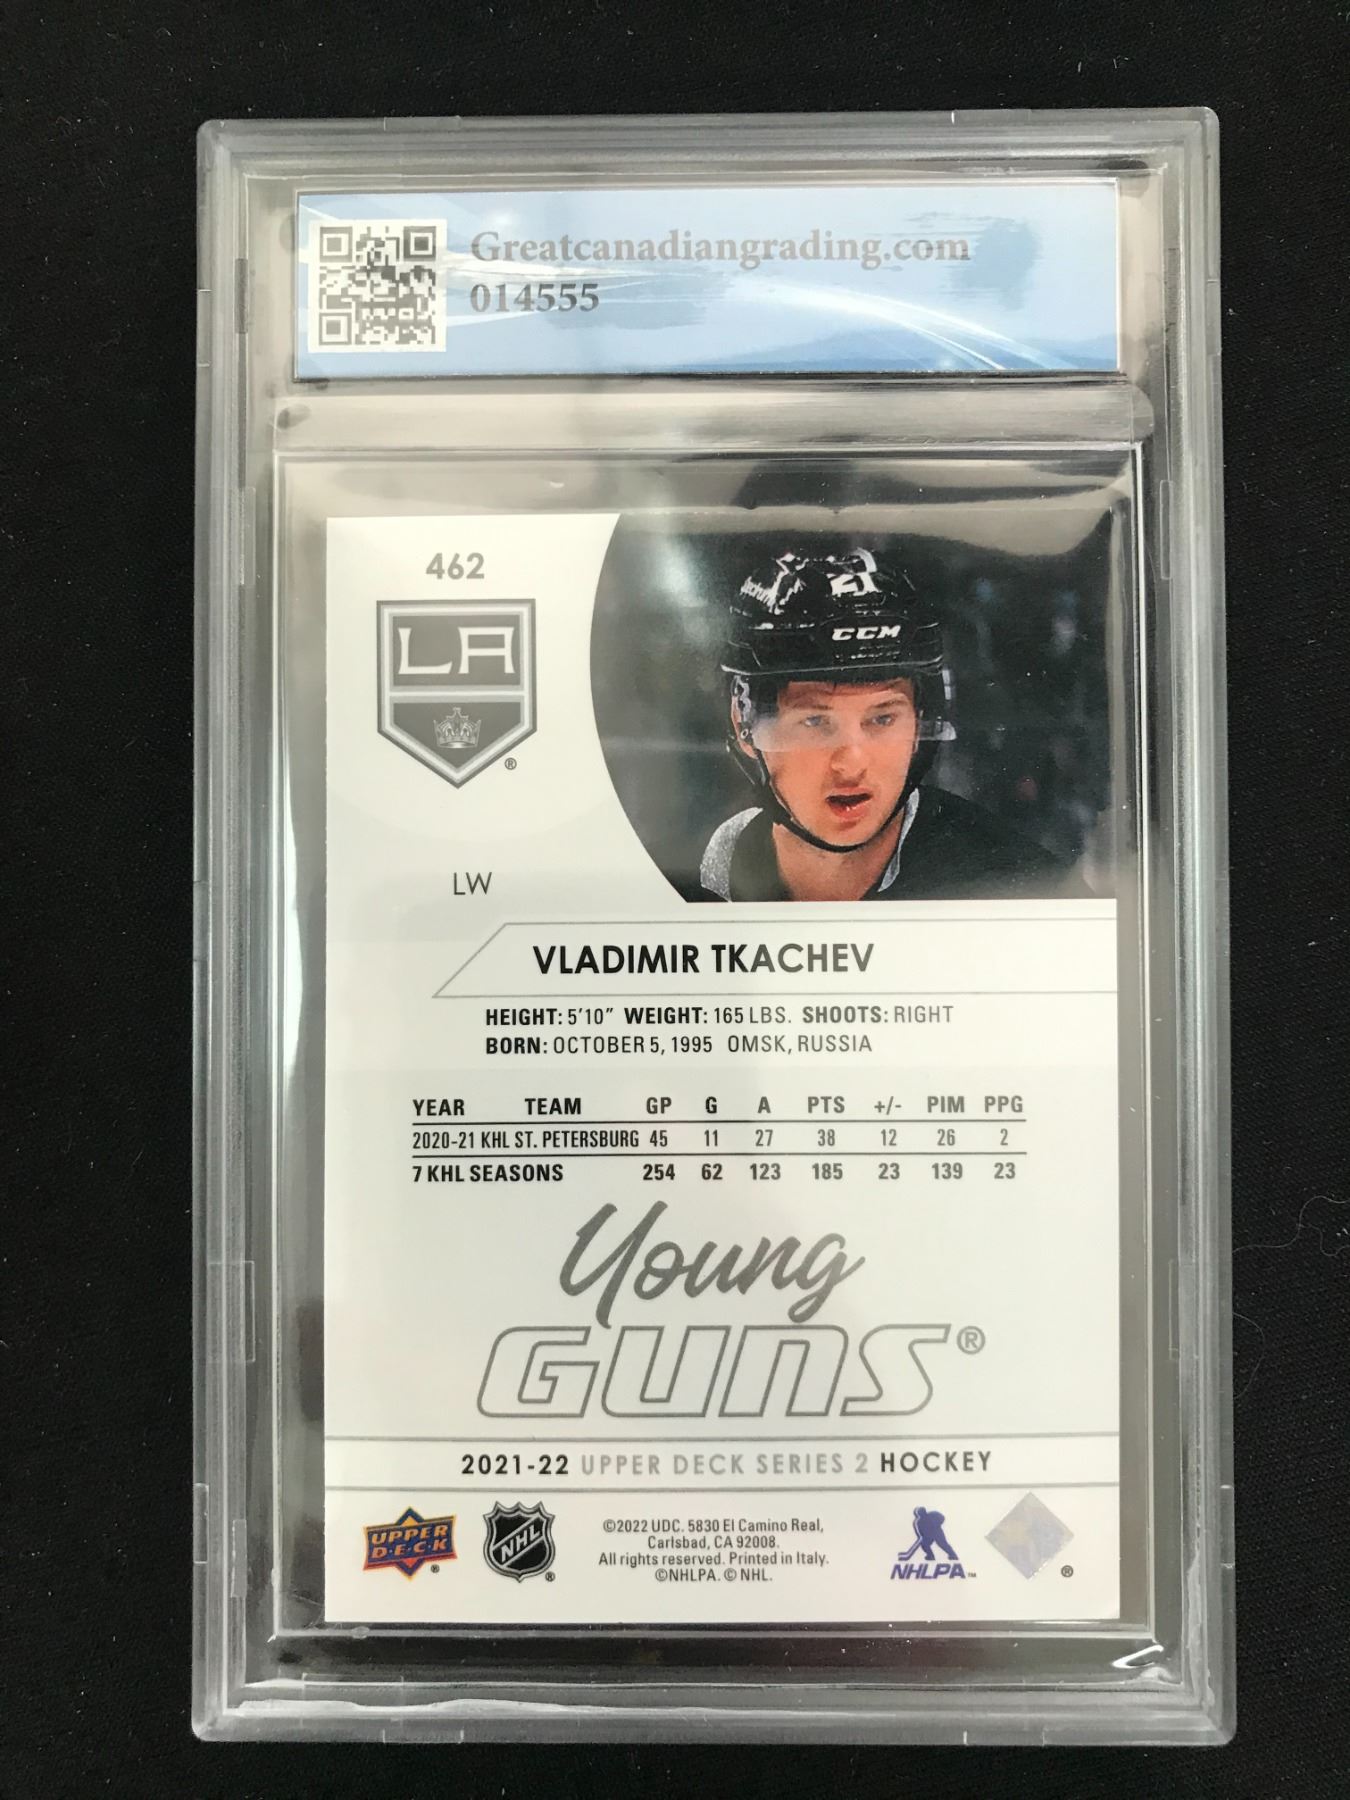 Greatcanadiangrading.com
014555
462
LA
®
21
CCM
LW
VLADIMIR TKACHEV
HEIGHT: 5'10" WEIGHT: 165 LBS. SHOOTS: RIGHT
BORN: OCTOBER 5, 1995 OMSK, RUSSIA
YEAR TEAM GP G A PTS +/- PIM PPG
2020-21 KHL ST. PETERSBURG 45 11 27 38 12 26 2
7 KHL SEASONS 254 62 123 185 23 139 23
Young
GUNS®
2021-22 UPPER DECK SERIES 2 HOCKEY
UPPER
D·E·C·K
®
NHL
®
©2022 UDC. 5830 El Camino Real,
Carlsbad, CA 92008.
All rights reserved. Printed in Italy.
©NHLPA. © NHL.
NHLPA™
®